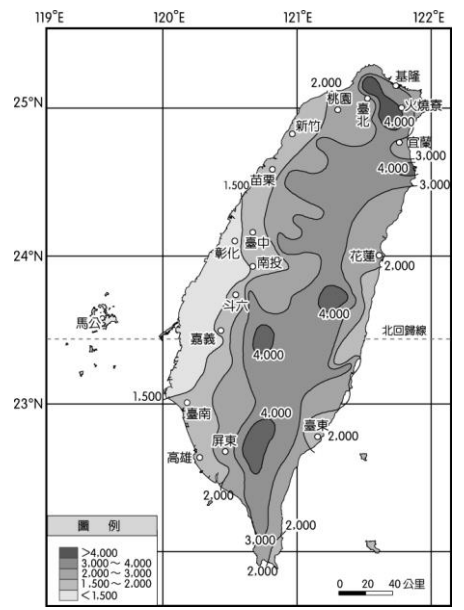 119°E 120°E 121°E 122°E
2.000 基隆
25°N 桃園 臺北 火燒寮
4.000
新竹 宜蘭
3.000
4.000
苗栗 3.000
1.500
24°N 臺中 花蓮
彰化 南投 2.000
斗六
馬公 4.000
嘉義 北回歸線
4.000
1.500
23°N 臺南 4.000 臺東
2.000
高雄 屏東
2.000
3.000 2.000
2.000
圖例
>4.000
3.000~4.000
2.000~3.000
1.500~2.000
<1.500
0 20 40 公里